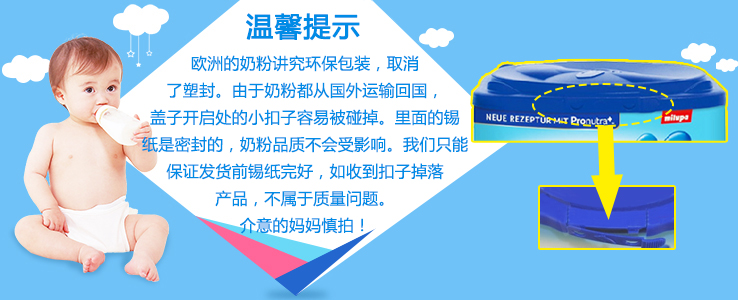 温馨提示
欧洲的奶粉讲究环保包装，取消
了塑封。由于奶粉都从国外运输回国，
盖子开启处的小扣子容易被碰掉。里面的锡
纸是密封的，奶粉品质不会受影响。我们只能
保证发货前锡纸完好，如收到扣子掉落
产品，不属于质量问题。
介意的妈妈慎拍！
NEUE REZEPTUR MIT Pronutra+
milupa